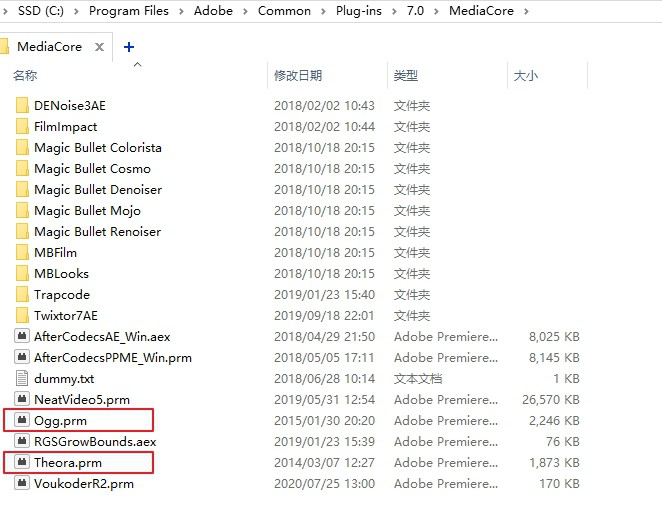 SSD (C:) > Program Files > Adobe > Common > Plug-ins > 7.0 > MediaCore >
MediaCore × +
名称 修改日期 类型 大小
DENoise3AE 2018/02/02 10:43 文件夹
FilmImpact 2018/02/02 10:44 文件夹
Magic Bullet Colorista 2018/10/18 20:15 文件夹
Magic Bullet Cosmo 2018/10/18 20:15 文件夹
Magic Bullet Denoiser 2018/10/18 20:15 文件夹
Magic Bullet Mojo 2018/10/18 20:15 文件夹
Magic Bullet Renoiser 2018/10/18 20:15 文件夹
MBFilm 2018/10/18 20:15 文件夹
MBLooks 2018/10/18 20:15 文件夹
Trapcode 2019/01/23 15:40 文件夹
Twixtor7AE 2019/09/18 22:01 文件夹
AfterCodecsAE_Win.aex 2018/04/29 21:50 Adobe Premiere... 8,025 KB
AfterCodecsPPME_Win.prm 2018/05/05 17:11 Adobe Premiere... 8,145 KB
dummy.txt 2018/06/28 10:14 文本文档 1 KB
NeatVideo5.prm 2019/05/31 12:54 Adobe Premiere... 26,570 KB
Ogg.prm 2015/01/30 20:20 Adobe Premiere... 2,246 KB
RGSGrowBounds.aex 2019/01/23 15:39 Adobe Premiere... 76 KB
Theora.prm 2014/03/07 12:27 Adobe Premiere... 1,873 KB
VoukoderR2.prm 2020/07/25 13:00 Adobe Premiere... 170 KB